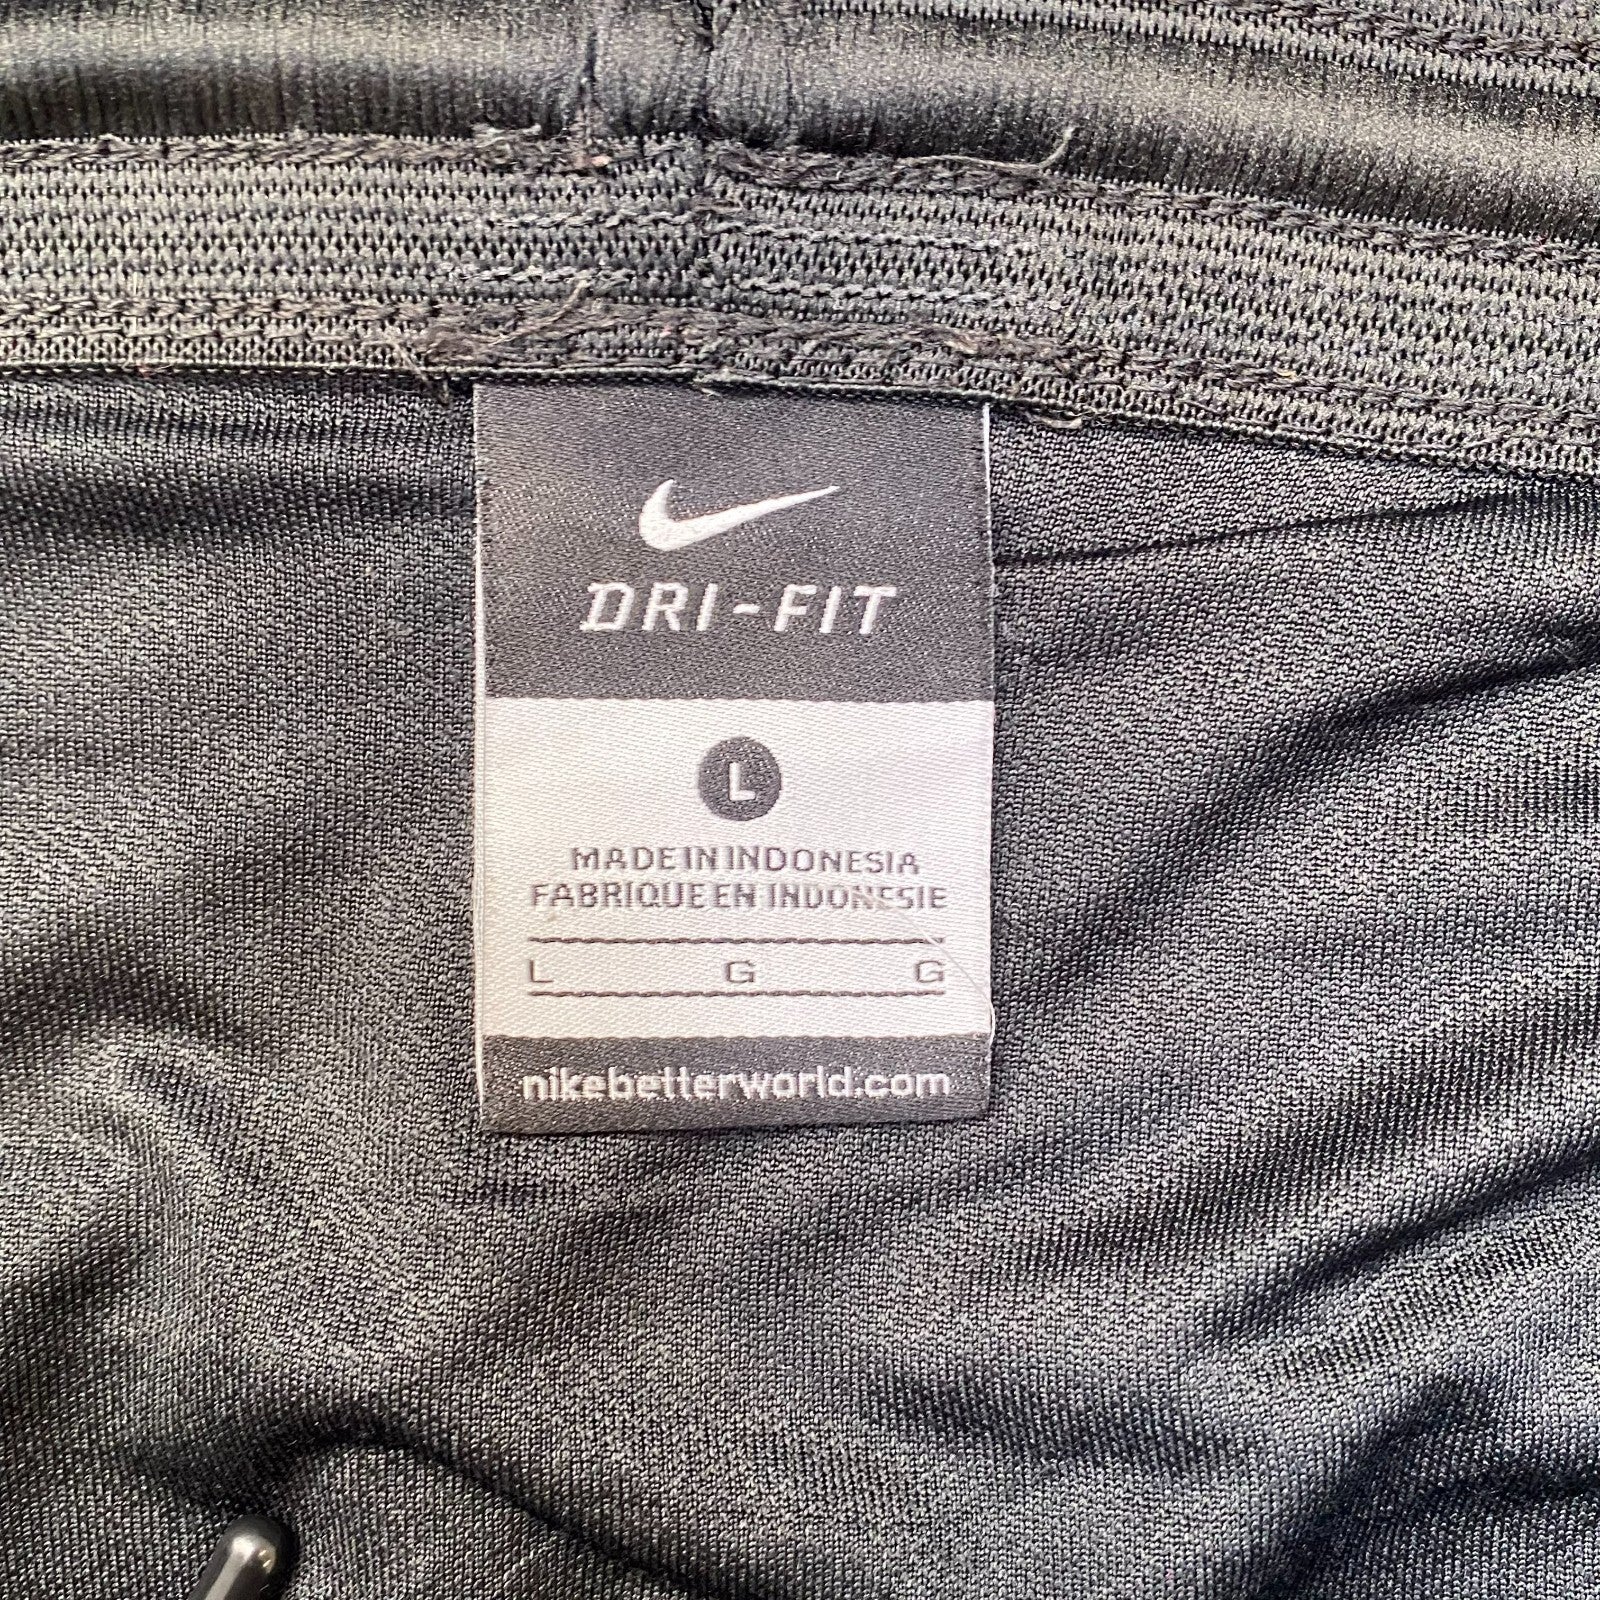 DRI-FIT
L
MADE IN INDONESIA
FABRIQUE EN INDONESIE
L G G
nikebetterworld.com